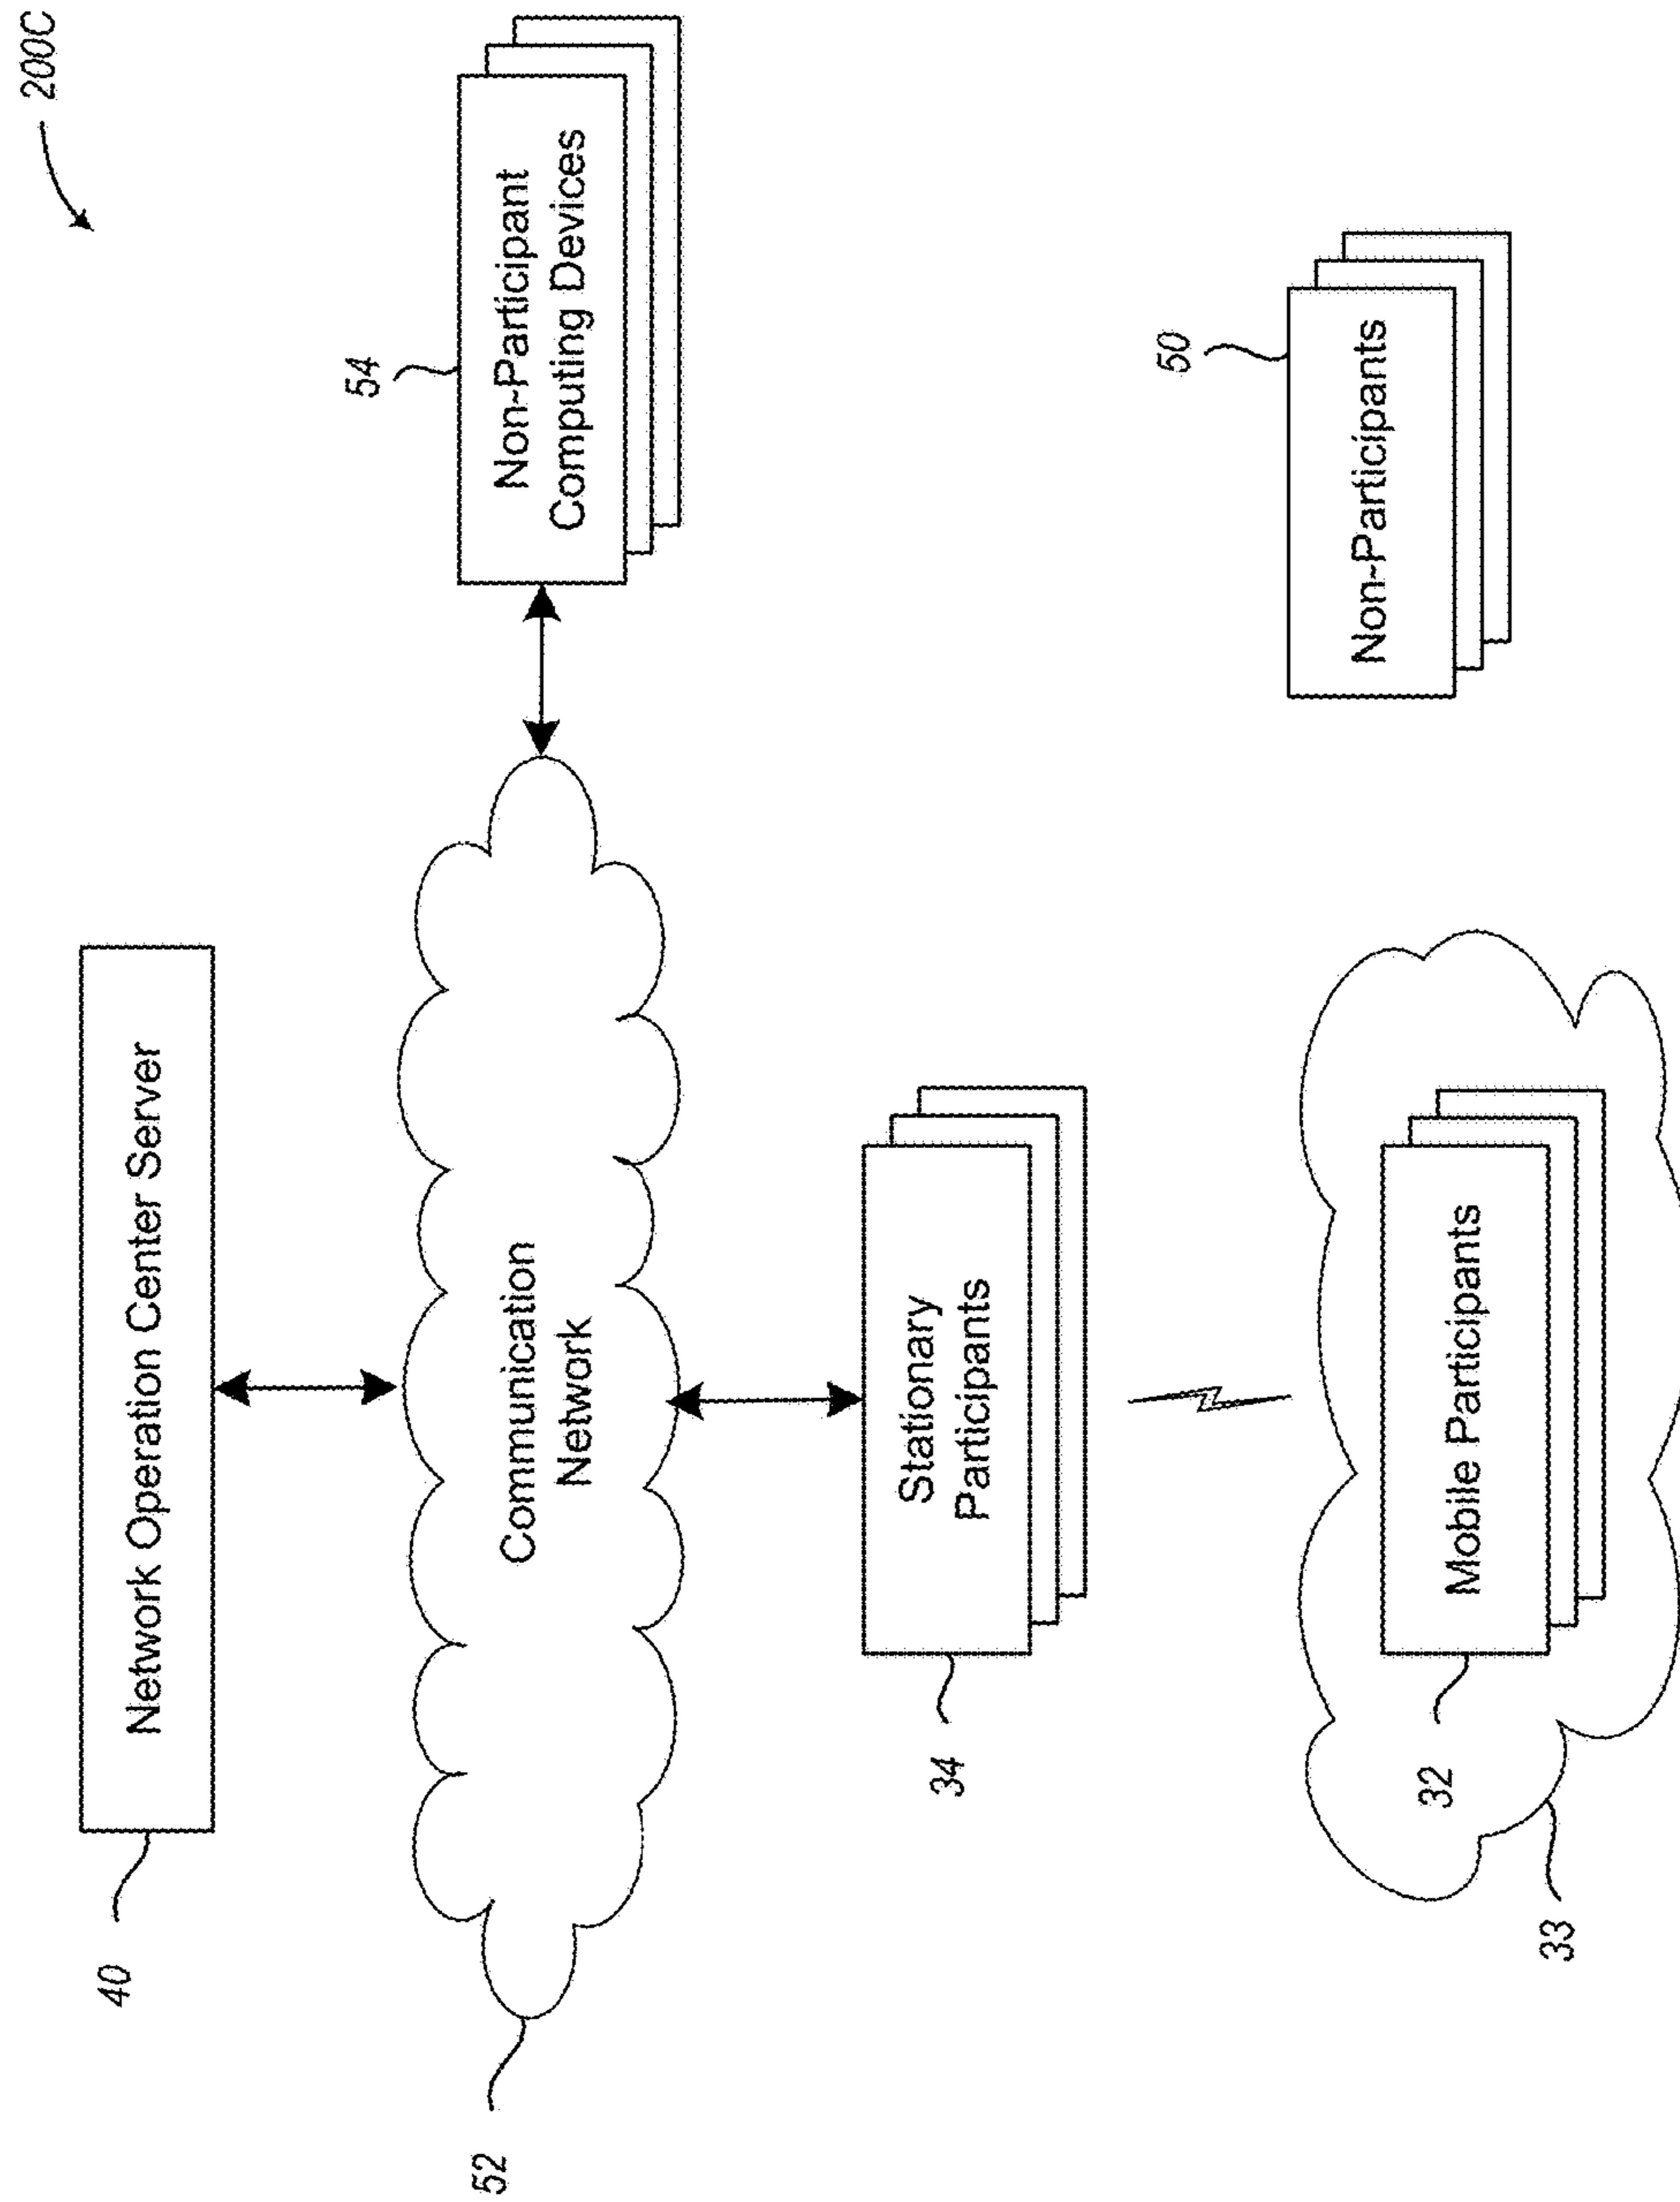 200C
40
Network Operation Center Server
52
Communication
Network
54
Non-Participant
Computing Devices
34
Stationary
Participants
50
Non-Participants
32
Mobile Participants
33